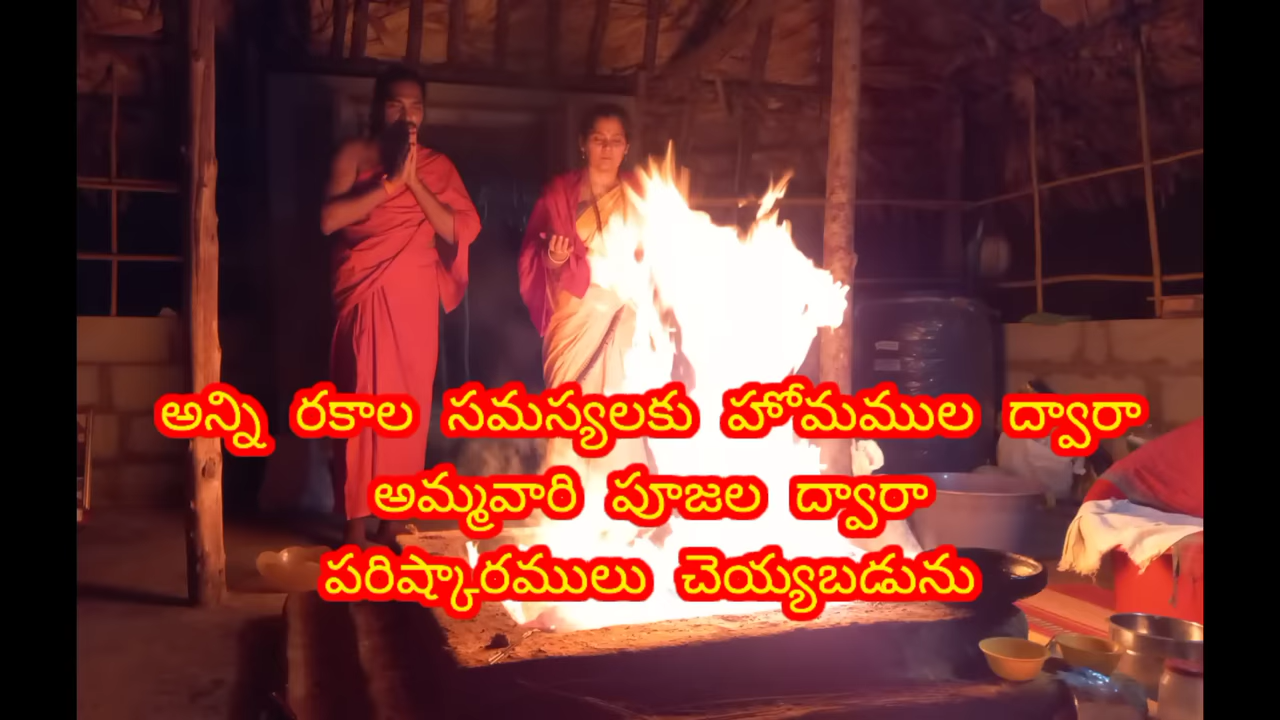 అన్ని రకాల సమస్యలకు హోమముల ద్వారా
అమ్మవారి పూజల ద్వారా
పరిష్కారములు చెయ్యబడును